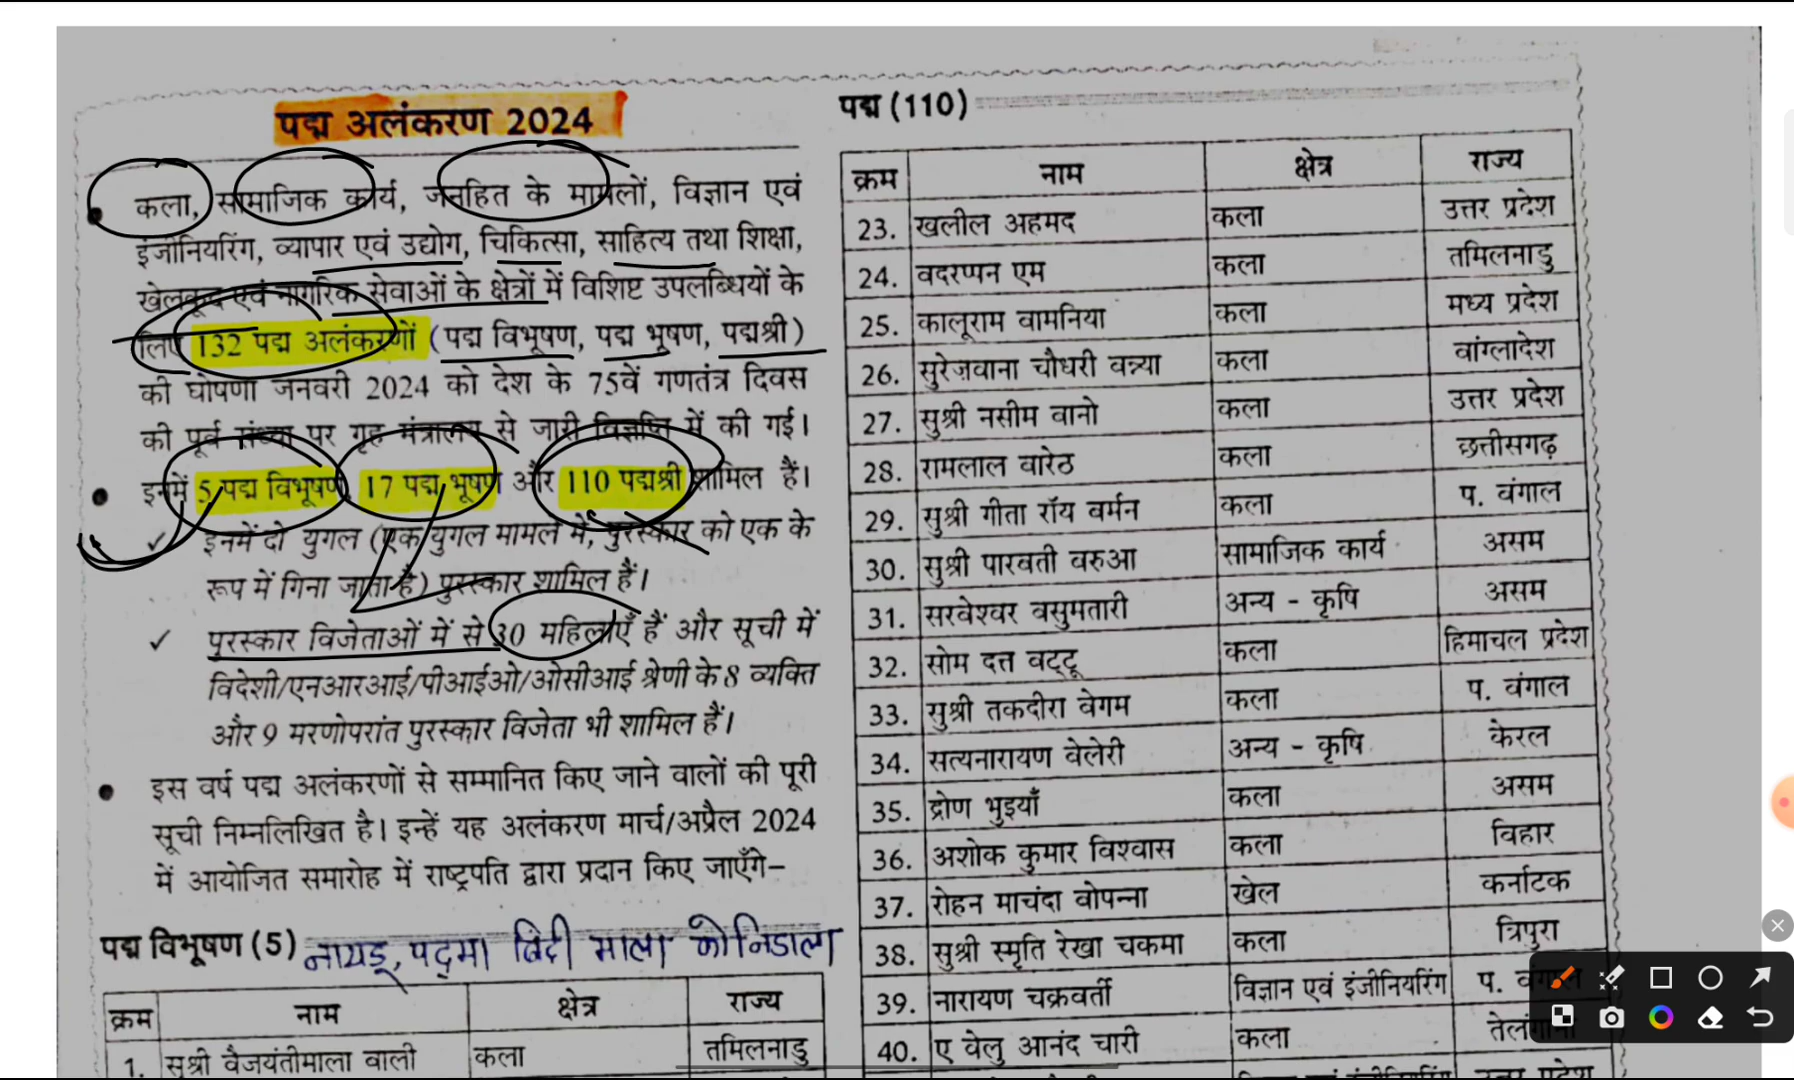 पद्म अलंकरण 2024
कला, सामाजिक कार्य, जनहित के मामलों, विज्ञान एवं
इंजीनियरिंग, व्यापार एवं उद्योग, चिकित्सा, साहित्य तथा शिक्षा,
खेलकूद एवं नागरिक सेवाओं के क्षेत्रों में विशिष्ट उपलब्धियों के
लिए 132 पद्म अलंकरणों (पद्म विभूषण, पद्म भूषण, पद्मश्री)
की घोषणा जनवरी 2024 को देश के 75वें गणतंत्र दिवस
की पूर्व संध्या पर गृह मंत्रालय से जारी विज्ञप्ति में की गई।
इनमें 5 पद्म विभूषण, 17 पद्म भूषण और 110 पद्मश्री शामिल हैं।
✓ इनमें दो युगल (एक युगल मामले में, पुरस्कार को एक के
रूप में गिना जाता है) पुरस्कार शामिल हैं।
✓ पुरस्कार विजेताओं में से 30 महिलाएँ हैं और सूची में
विदेशी/एनआरआई/पीआईओ/ओसीआई श्रेणी के 8 व्यक्ति
और 9 मरणोपरांत पुरस्कार विजेता भी शामिल हैं।
इस वर्ष पद्म अलंकरणों से सम्मानित किए जाने वालों की पूरी
सूची निम्नलिखित है। इन्हें यह अलंकरण मार्च/अप्रैल 2024
में आयोजित समारोह में राष्ट्रपति द्वारा प्रदान किए जाएँगे–
पद्म विभूषण (5) नायडू, पद्मा बिंदी माला कोनिडाला
क्रम नाम क्षेत्र राज्य
1. सुश्री वैजयंतीमाला वाली कला तमिलनाडु
पद्म (110)
क्रम नाम क्षेत्र राज्य
23. खलील अहमद कला उत्तर प्रदेश
24. वदरप्पन एम कला तमिलनाडु
25. कालूराम वामनिया कला मध्य प्रदेश
26. सुरेज़वाना चौधरी वन्र्या कला वांग्लादेश
27. सुश्री नसीम वानो कला उत्तर प्रदेश
28. रामलाल वारेठ कला छत्तीसगढ़
29. सुश्री गीता रॉय वर्मन कला प. वंगाल
30. सुश्री पारवती वरुआ सामाजिक कार्य असम
31. सरवेश्वर वसुमतारी अन्य - कृषि असम
32. सोम दत्त वट्टू कला हिमाचल प्रदेश
33. सुश्री तकदीरा वेगम कला प. वंगाल
34. सत्यनारायण वेलेरी अन्य - कृषि केरल
35. द्रोण भुइयाँ कला असम
36. अशोक कुमार विश्वास कला विहार
37. रोहन माचंदा वोपन्ना खेल कर्नाटक
38. सुश्री स्मृति रेखा चकमा कला त्रिपुरा
39. नारायण चक्रवर्ती विज्ञान एवं इंजीनियरिंग प. वंगाल
40. ए वेलु आनंद चारी कला तेलंगाना